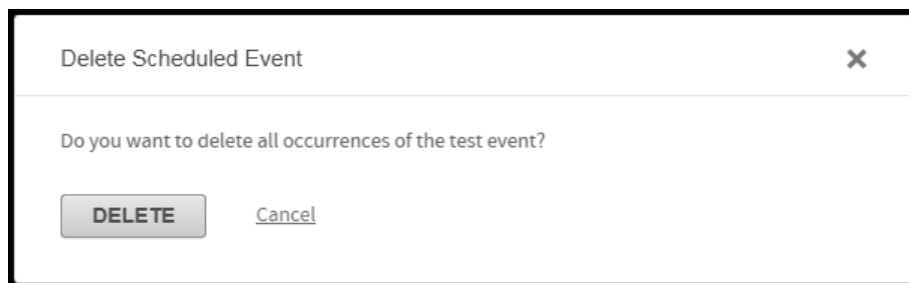 Delete Scheduled Event
Do you want to delete all occurrences of the test event?
DELETE Cancel